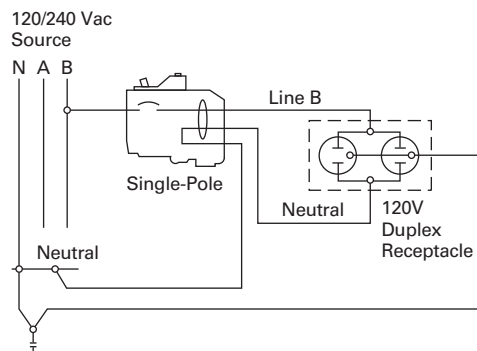 120/240 Vac
Source
N A B
Line B
Single-Pole
Neutral
120V
Duplex
Receptacle
Neutral